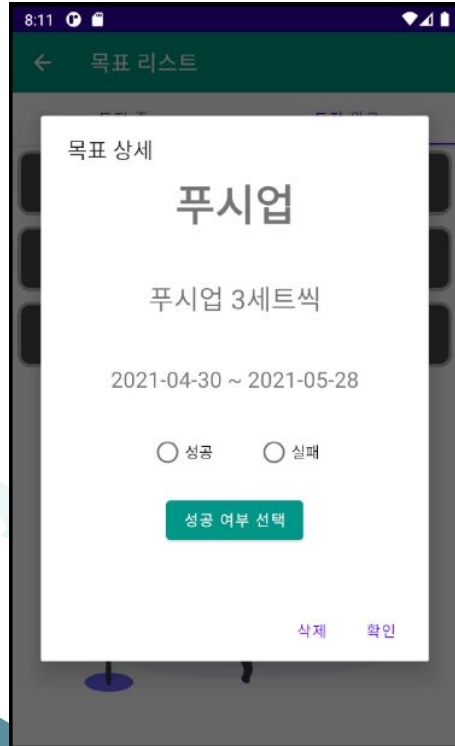 8:11
목표 리스트
목표 상세
푸시업
푸시업 3세트씩
2021-04-30 ~ 2021-05-28
성공 실패
성공 여부 선택
삭제 확인